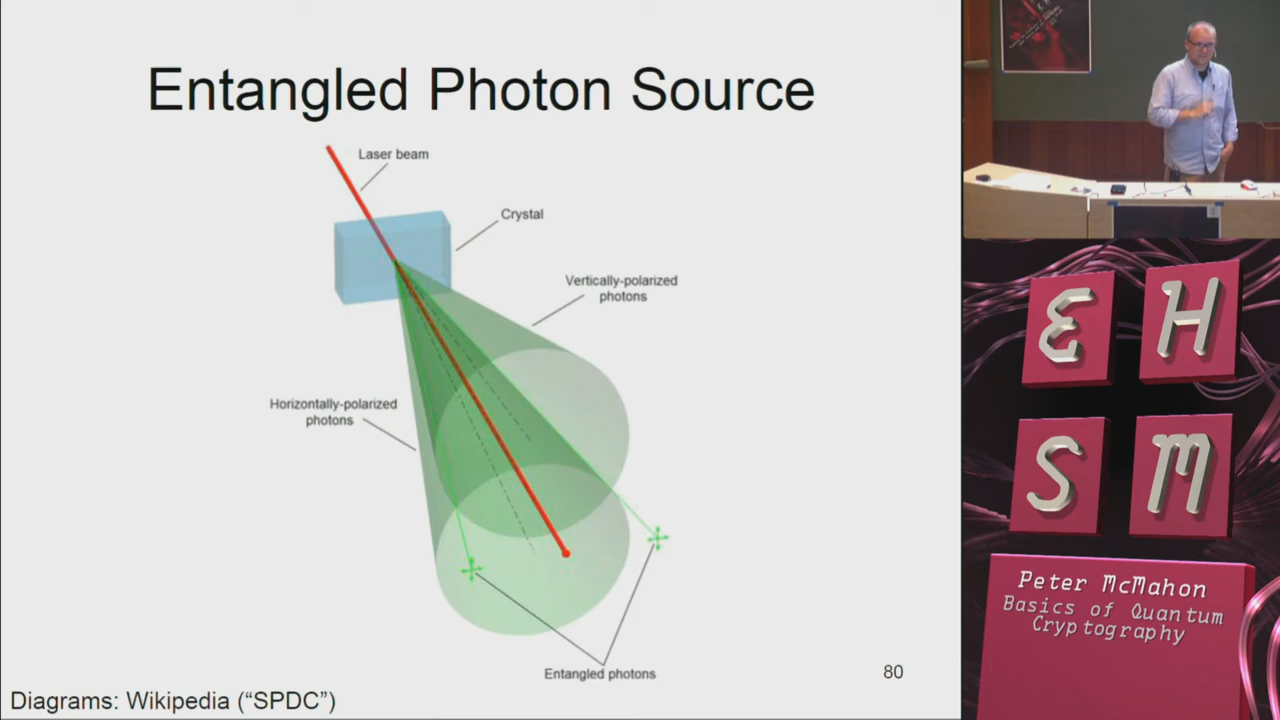 Entangled Photon Source
Laser beam
Crystal
Vertically-polarized
photons
Horizontally-polarized
photons
Entangled photons
80
Diagrams: Wikipedia (“SPDC”)
E H
S M
Peter McMahon
Basics of Quantum
Cryptography